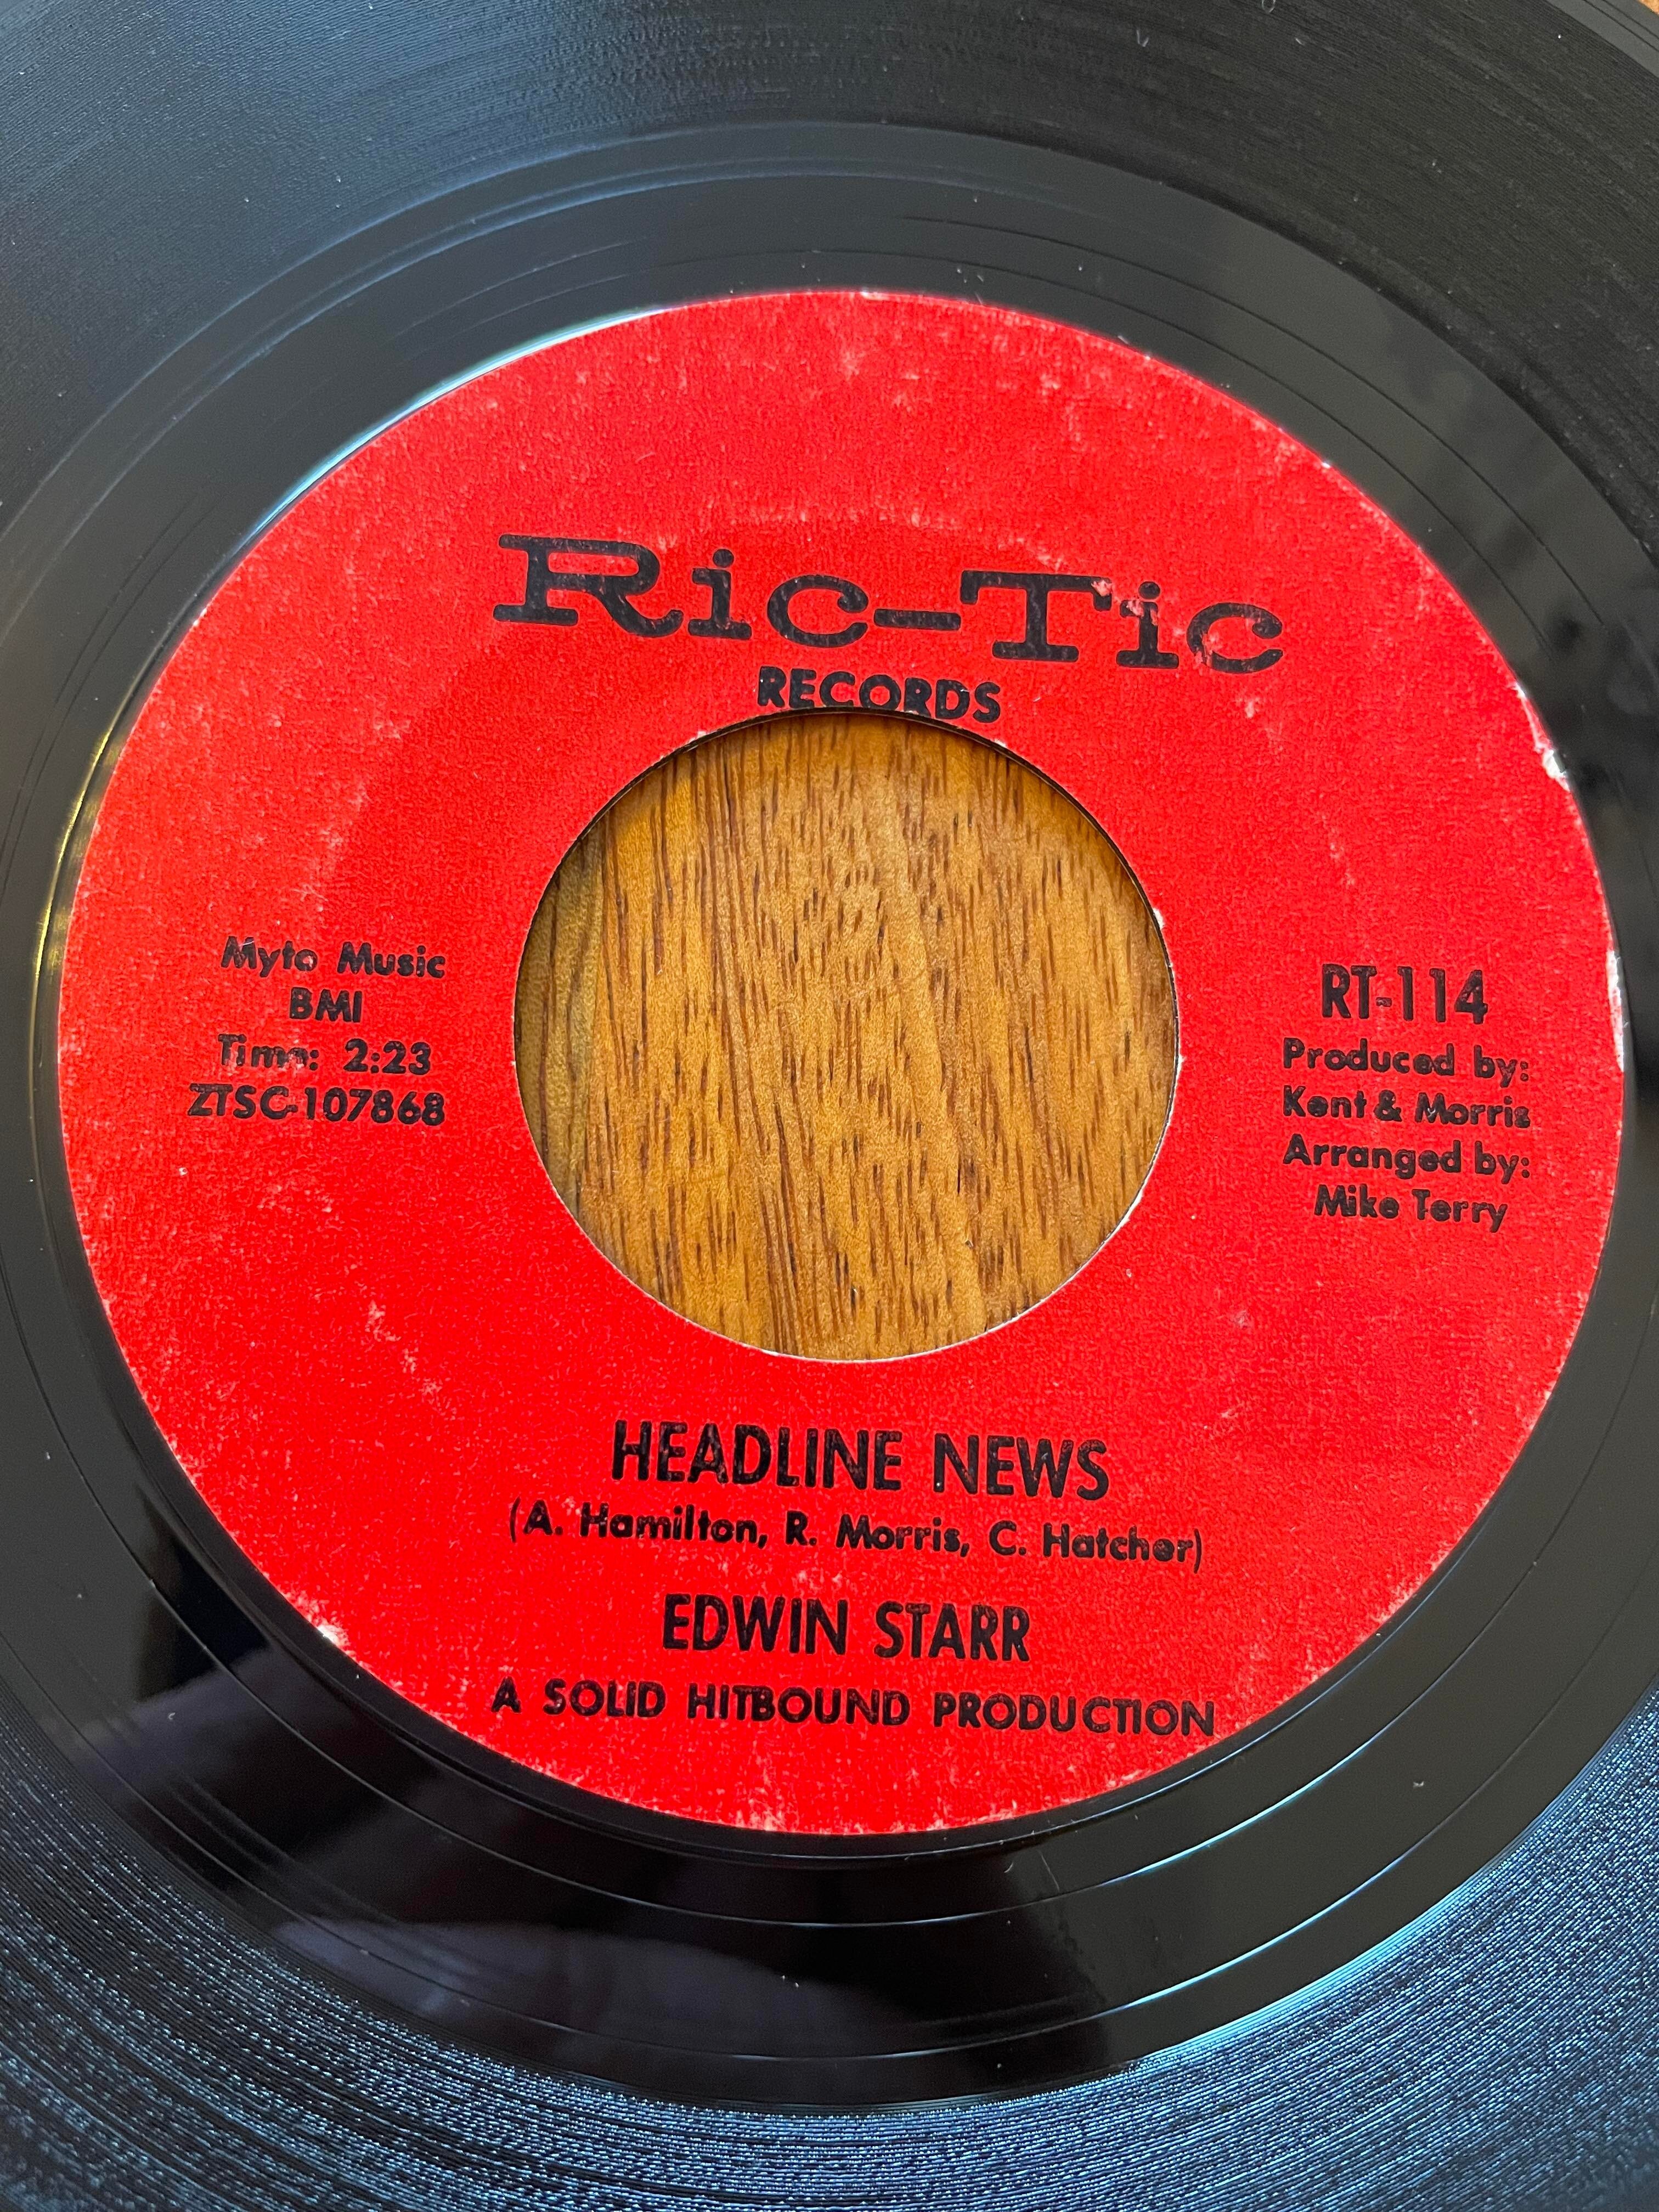 Ric-Tic
RECORDS
Myto Music
BMI
Time: 2:23
ZTSC-107868
RT-114
Produced by:
Kent & Morris
Arranged by:
Mike Terry
HEADLINE NEWS
(A. Hamilton, R. Morris, C. Hatcher)
EDWIN STARR
A SOLID HITBOUND PRODUCTION